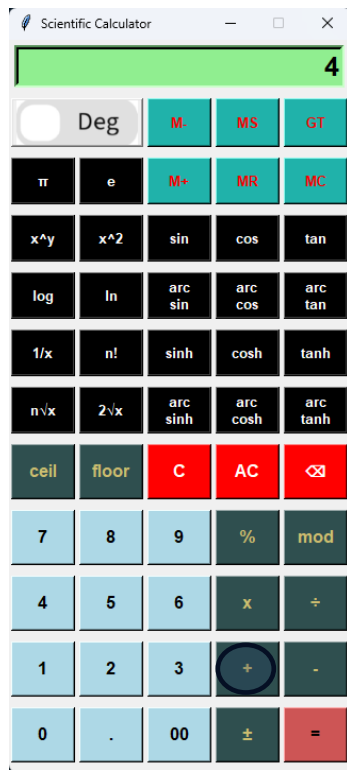 Scientific Calculator
4
Deg M- MS GT
π e M+ MR MC
x^y x^2 sin cos tan
log ln arc sin arc cos arc tan
1/x n! sinh cosh tanh
n√x 2√x arc sinh arc cosh arc tanh
ceil floor C AC ⌫
7 8 9 % mod
4 5 6 x ÷
1 2 3 + -
0 . 00 ± =